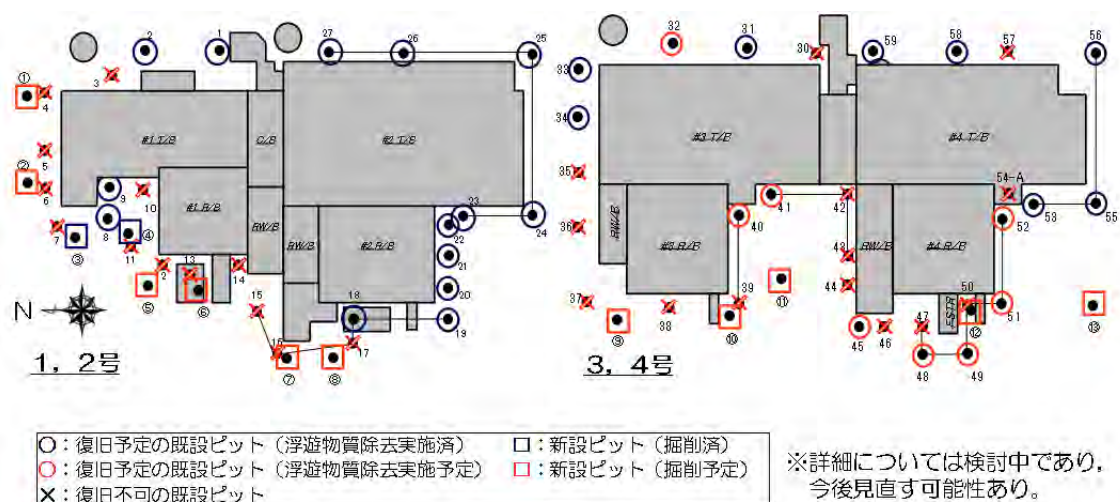 2 1 27 26 25
① 3
4
#1 T/B C/B #2 T/B
5
②
6 9 10
#1 R/B
7 8 ④ 23 24
③ 11 RW/B RW/B #2 R/B 22
21
2 13 14
⑤ ⑥ 20
15 18 19
N
16 17
⑦ ⑧
1，2号
32 31 30 59 58 57 56
33
34 #3 T/B #4 T/B
35 54-A
41 42 53 55
36 RW/B 40 52
#3 R/B 43 RW/B #4 R/B
⑪ 44
37 38 39 50 51
⑨ ⑩ 45 46 47 ⑫ ⑬
48 49
3，4号
○：復旧予定の既設ピット（浮遊物質除去実施済） □：新設ピット（掘削済）
○：復旧予定の既設ピット（浮遊物質除去実施予定） □：新設ピット（掘削予定）
×：復旧不可の既設ピット
※詳細については検討中であり，
今後見直す可能性あり。